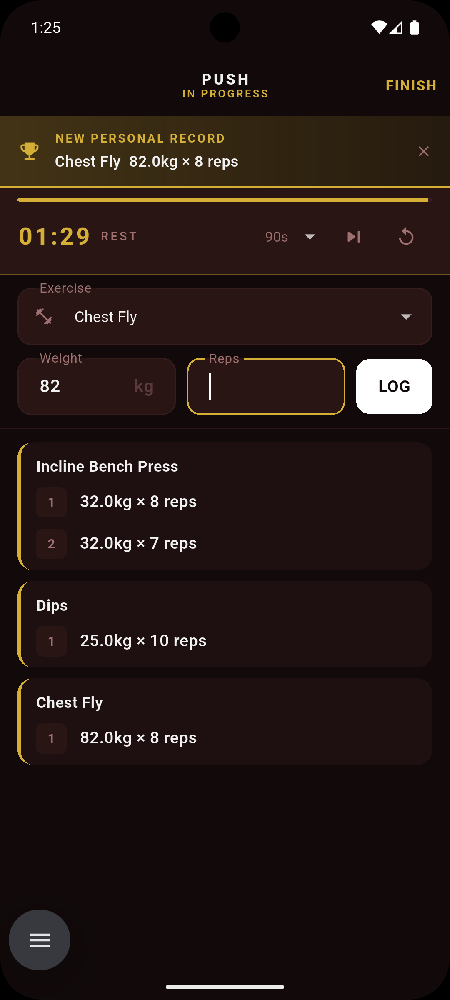 1:25
PUSH
IN PROGRESS
FINISH
NEW PERSONAL RECORD
Chest Fly 82.0kg × 8 reps
01:29 REST 90s
Exercise
Chest Fly
Weight Reps
82 kg LOG
Incline Bench Press
1 32.0kg × 8 reps
2 32.0kg × 7 reps
Dips
1 25.0kg × 10 reps
Chest Fly
1 82.0kg × 8 reps